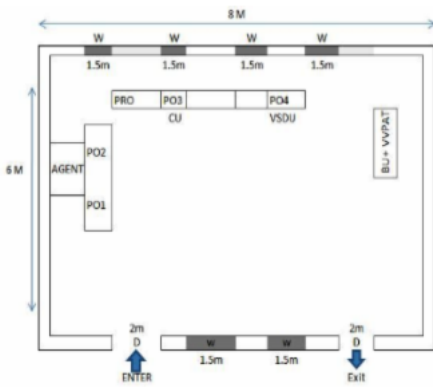 8 M
W W W W
1.5m 1.5m 1.5m 1.5m
PRO PO3 PO4
CU VSDU
BU+ VVPAT
6 M
PO2
AGENT
PO1
2m 2m
D W W D
1.5m 1.5m
ENTER Exit